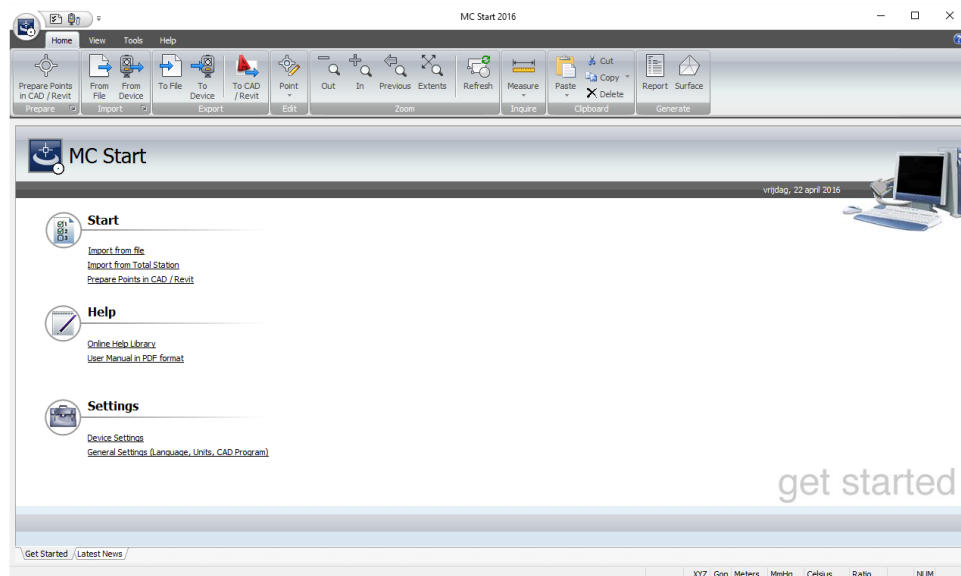 MC Start 2016
Home View Tools Help
Prepare Points in CAD / Revit
From File
From Device
To File
To Device
To CAD / Revit
Point
Out
In
Previous
Extents
Refresh
Measure
Paste
Cut
Copy
Delete
Report
Surface
Prepare
Import
Export
Edit
Zoom
Inquire
Clipboard
Generate
MC Start
vrijdag, 22 april 2016
Start
Import from file
Import from Total Station
Prepare Points in CAD / Revit
Help
Online Help Library
User Manual in PDF format
Settings
Device Settings
General Settings (Language, Units, CAD Program)
get started
Get Started Latest News
XYZ Gon Meters MmHg Celsius Ratio NUM